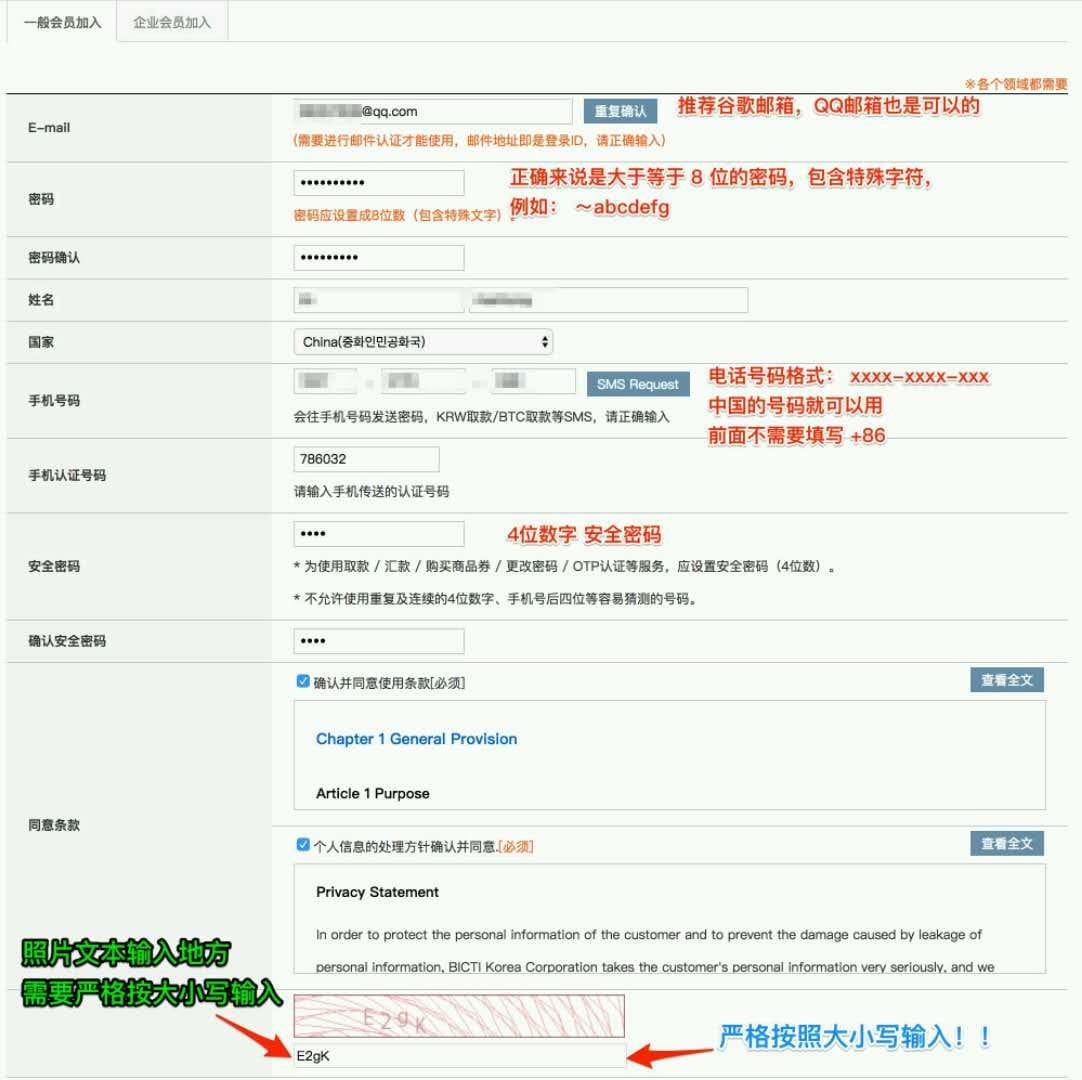 一般会员加入 企业会员加入
※各个领域都需要
E-mail @qq.com 重复确认 推荐谷歌邮箱，QQ邮箱也是可以的
(需要进行邮件认证才能使用，邮件地址即是登录ID，请正确输入)
密码 •••••••••• 正确来说是大于等于 8 位的密码，包含特殊字符，
密码应设置成8位数（包含特殊文字）。 例如： ～abcdefg
密码确认 •••••••••
姓名
国家 China(중화인민공화국)
手机号码 - - SMS Request 电话号码格式： xxxx-xxxx-xxx
会往手机号码发送密码，KRW取款/BTC取款等SMS，请正确输入 中国的号码就可以用
前面不需要填写 +86
手机认证号码 786032
请输入手机传送的认证号码
安全密码 •••• 4位数字 安全密码
* 为使用取款 / 汇款 / 购买商品券 / 更改密码 / OTP认证等服务，应设置安全密码（4位数）。
* 不允许使用重复及连续的4位数字、手机号后四位等容易猜测的号码。
确认安全密码 ••••
同意条款
确认并同意使用条款[必须] 查看全文
Chapter 1 General Provision
Article 1 Purpose
个人信息的处理方针确认并同意.[必须] 查看全文
Privacy Statement
In order to protect the personal information of the customer and to prevent the damage caused by leakage of
personal information, BICTI Korea Corporation takes the customer's personal information very seriously, and we
照片文本输入地方
需要严格按大小写输入
E2gK
E2gK 严格按照大小写输入！！